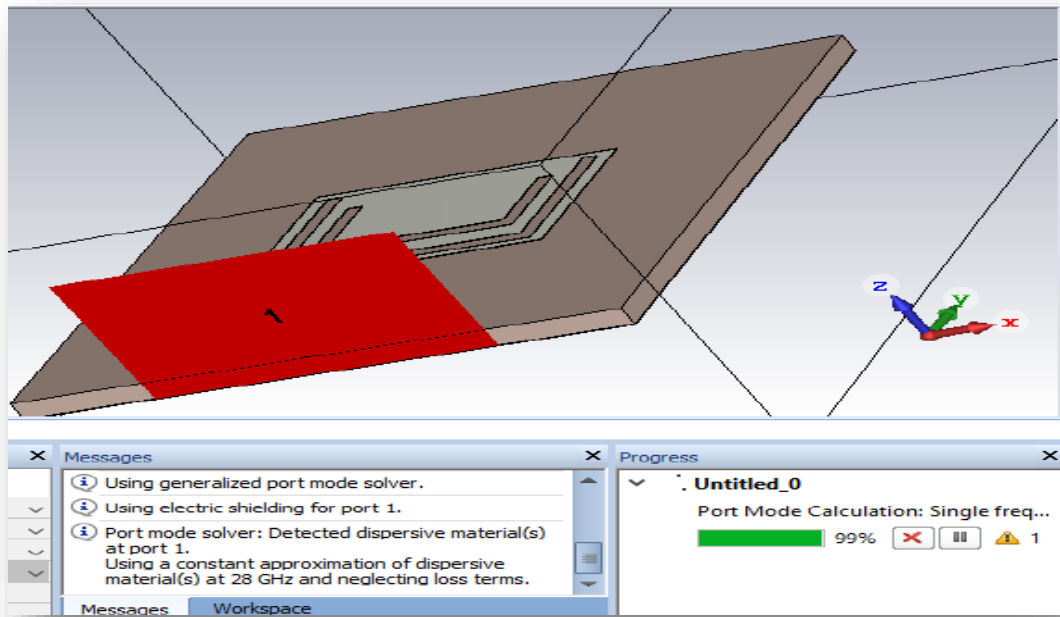 z
y
x
1
Messages
Using generalized port mode solver.
Using electric shielding for port 1.
Port mode solver: Detected dispersive material(s)
at port 1.
Using a constant approximation of dispersive
material(s) at 28 GHz and neglecting loss terms.
Messages Workspace
Progress
Untitled_0
Port Mode Calculation: Single freq...
99% 1